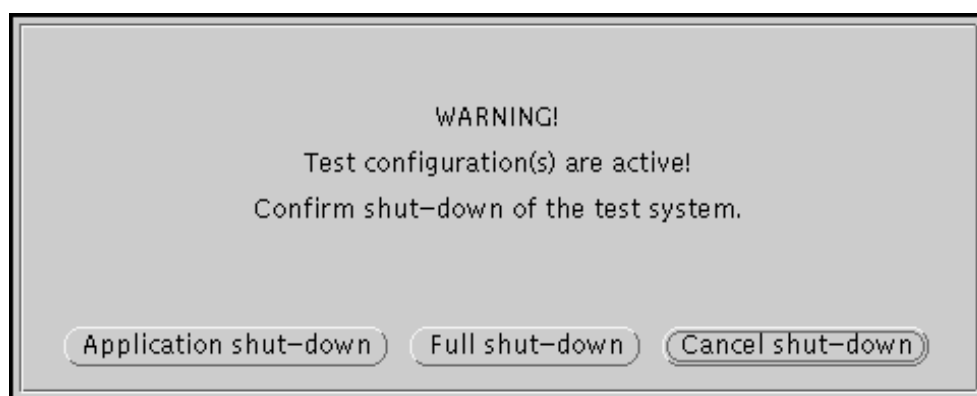 WARNING!
Test configuration(s) are active!
Confirm shut-down of the test system.
Application shut-down
Full shut-down
Cancel shut-down